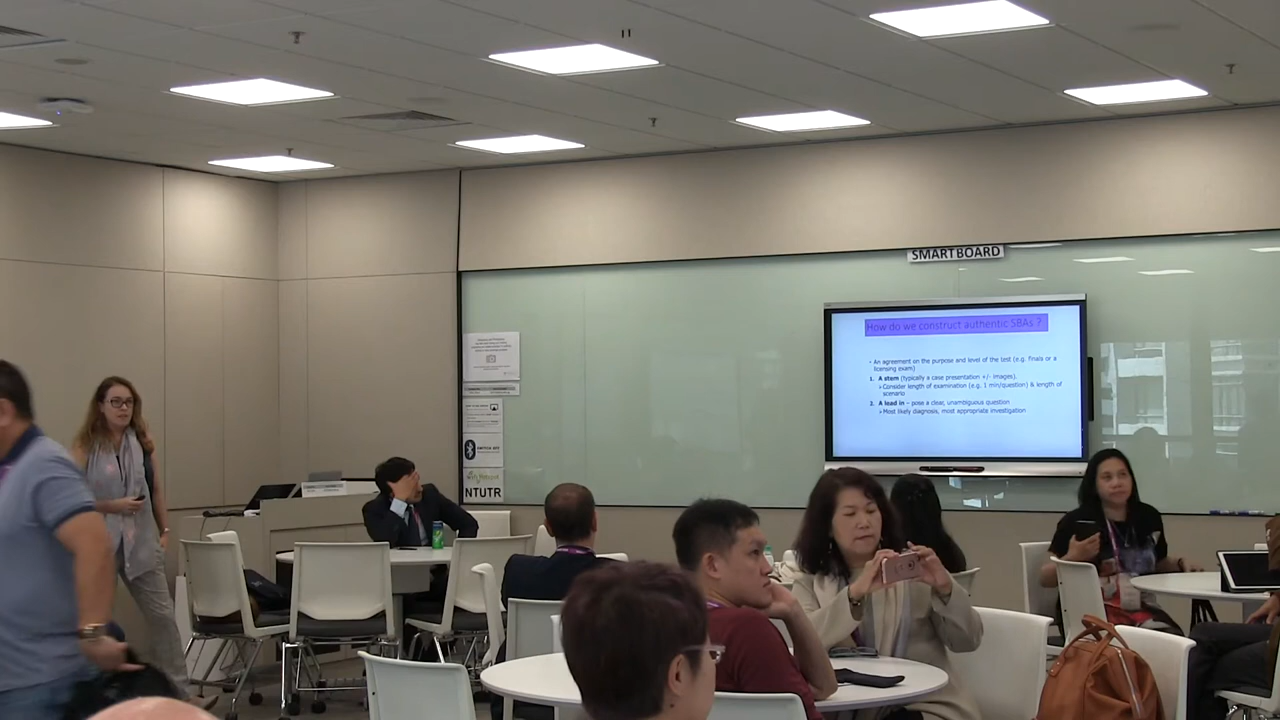 SMARTBOARD
How do we construct authentic SBAs ?
- An agreement on the purpose and level of the test (e.g. finals or a
licensing exam)
1. A stem (typically a case presentation +/- images).
Consider length of examination (e.g. 1 min/question) & length of
scenario
2. A lead in – pose a clear, unambiguous question
Most likely diagnosis, most appropriate investigation
NTUTR